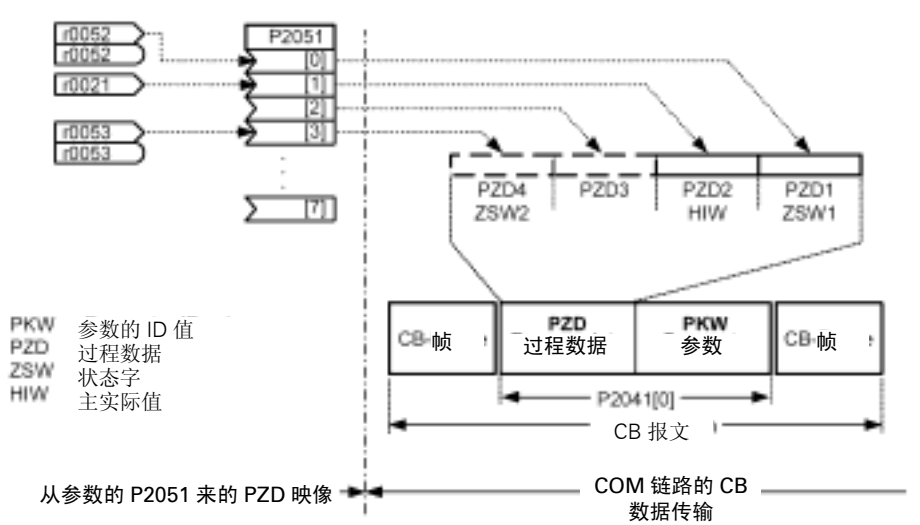 r0052
r0052
r0021
r0053
r0053
P2051
[0]
[1]
[2]
[3]
[7]
PZD4 PZD3 PZD2 PZD1
ZSW2 HIW ZSW1
PKW 参数的 ID 值
PZD 过程数据
ZSW 状态字
HIW 主实际值
CB-帧
PZD
过程数据
PKW
参数
CB-帧
P2041[0]
CB 报文
从参数的 P2051 来的 PZD 映像
COM 链路的 CB
数据传输